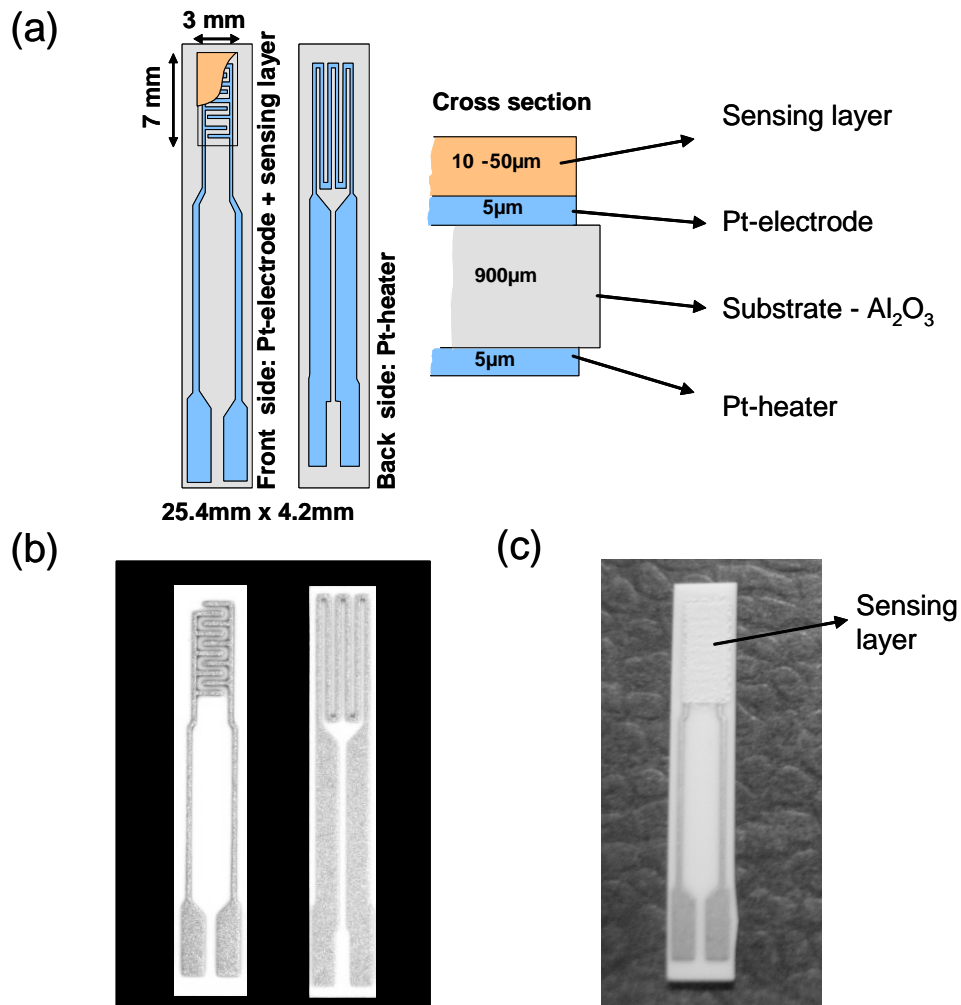 (a)
3 mm
7 mm
Front side: Pt-electrode + sensing layer
Back side: Pt-heater
25.4mm x 4.2mm
Cross section
10 -50µm
5µm
900µm
5µm
Sensing layer
Pt-electrode
Substrate - Al₂O₃
Pt-heater
(b)
(c)
Sensing
layer